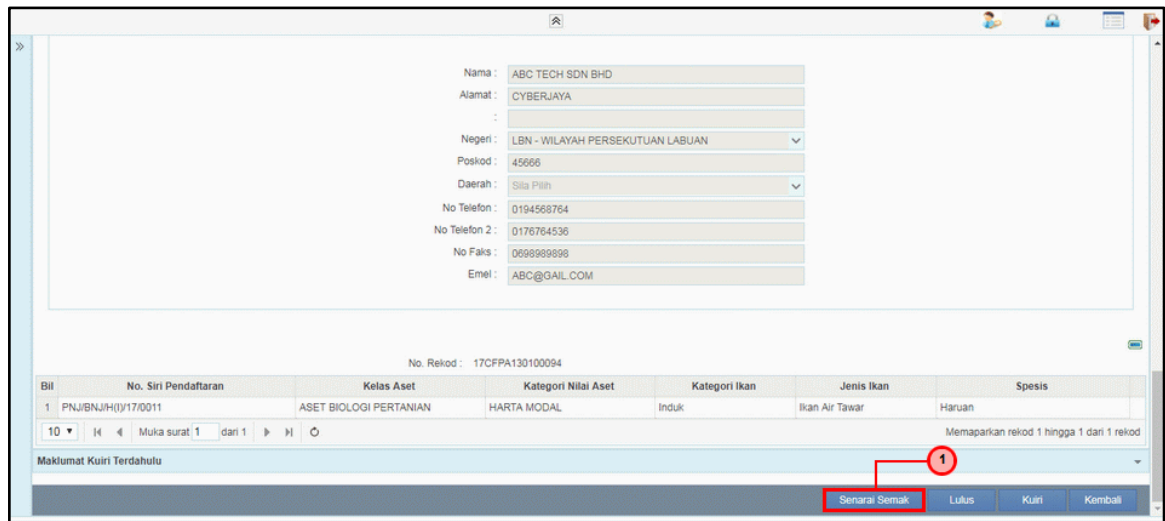 Nama : ABC TECH SDN BHD
Alamat : CYBERJAYA
:
Negeri : LBN - WILAYAH PERSEKUTUAN LABUAN
Poskod : 45666
Daerah : Sila Pilih
No Telefon : 0194568764
No Telefon 2 : 0176764536
No Faks : 0698989898
Emel : ABC@GAIL.COM
No. Rekod : 17CFPA130100094
Bil No. Siri Pendaftaran Kelas Aset Kategori Nilai Aset Kategori Ikan Jenis Ikan Spesis
1 PNJ/BNJ/H(I)/17/0011 ASET BIOLOGI PERTANIAN HARTA MODAL Induk Ikan Air Tawar Haruan
10 Muka surat 1 dari 1 Memaparkan rekod 1 hingga 1 dari 1 rekod
Maklumat Kuiri Terdahulu
1
Senarai Semak Lulus Kuiri Kembali